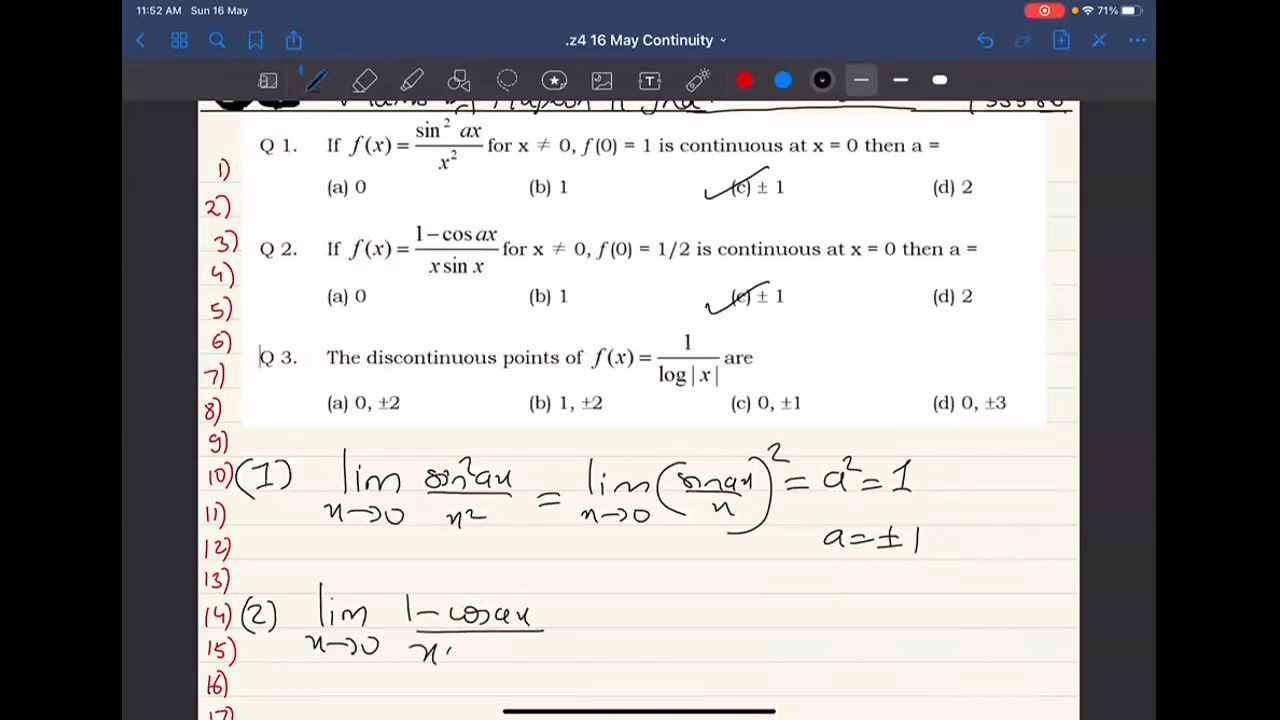 11:52 AM Sun 16 May 71%
.z4 16 May Continuity
Q 1. If f(x) = sin² ax / x² for x ≠ 0, f(0) = 1 is continuous at x = 0 then a =
(a) 0 (b) 1 (c) ± 1 (d) 2
Q 2. If f(x) = 1 − cos ax / x sin x for x ≠ 0, f(0) = 1/2 is continuous at x = 0 then a =
(a) 0 (b) 1 (c) ± 1 (d) 2
Q 3. The discontinuous points of f(x) = 1 / log|x| are
(a) 0, ±2 (b) 1, ±2 (c) 0, ±1 (d) 0, ±3
1)
2)
3)
4)
5)
6)
7)
8)
9)
10) (1) lim x→0 sin²ax / x² = lim x→0 (sin ax / x)² = a² = 1
11)
12) a = ± 1
13)
14) (2) lim x→0 1 − cos ax / x
15)
16)
17)